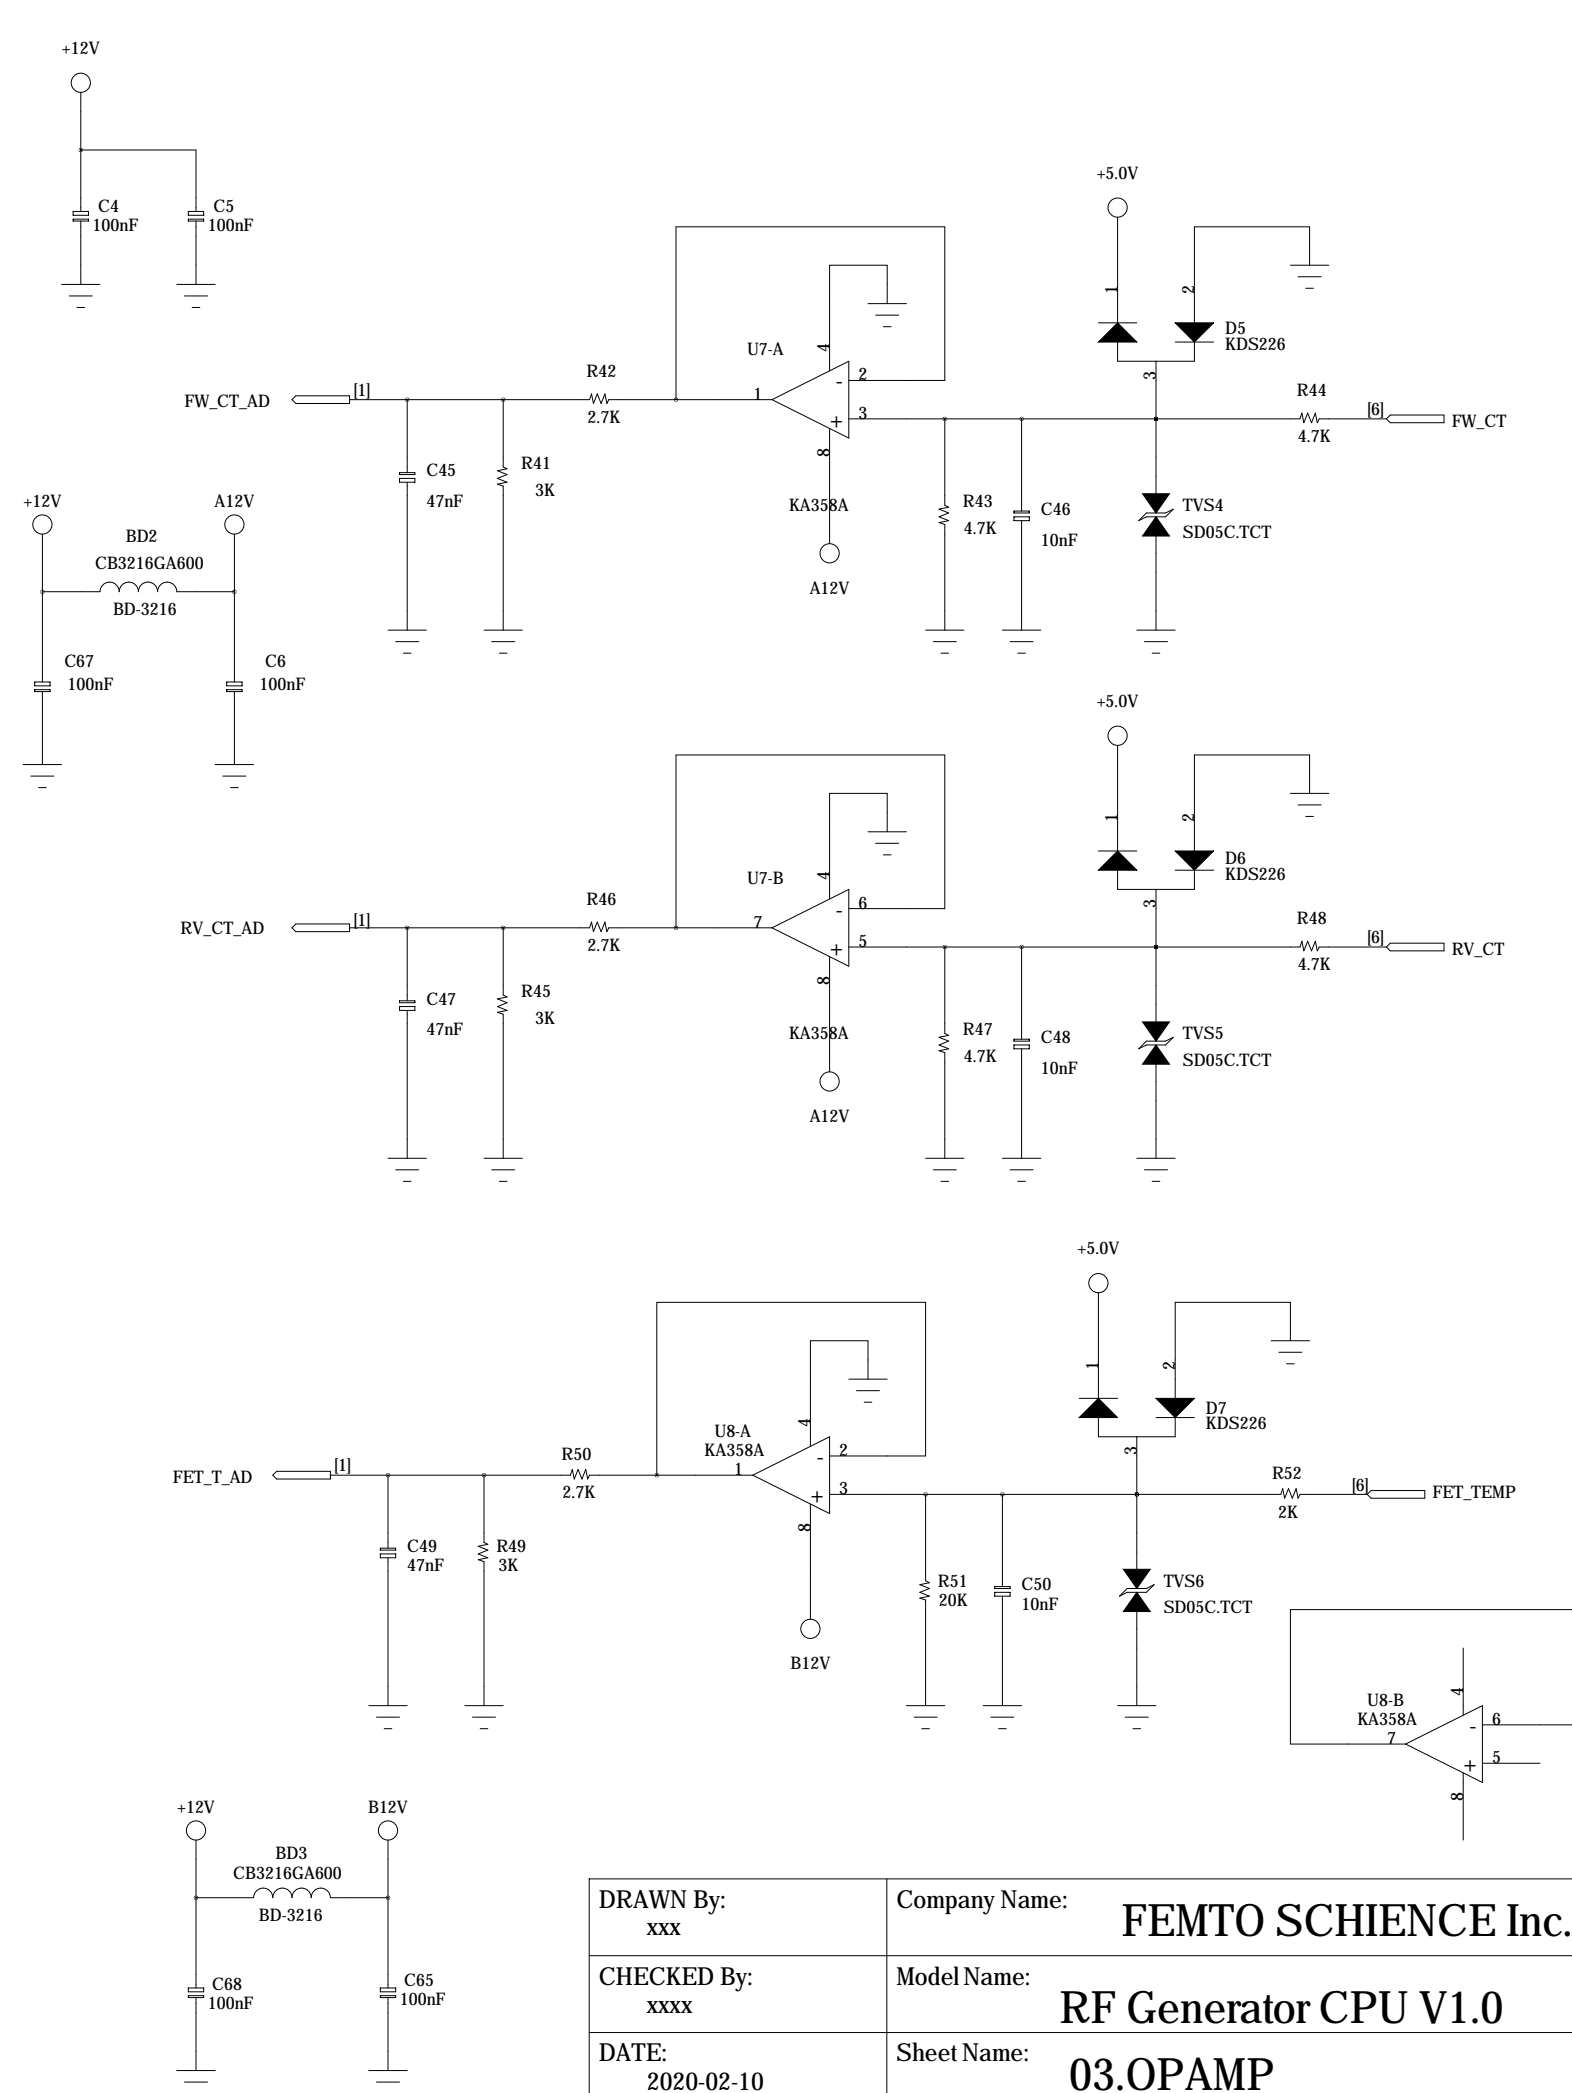 +12V
C4
100nF
C5
100nF
+5.0V
1
2
D5
KDS226
3
U7-A
4
2
1
3
8
-
+
KA358A
A12V
R42
2.7K
FW_CT_AD
[1]
C45
47nF
R41
3K
R43
4.7K
C46
10nF
TVS4
SD05C.TCT
R44
4.7K
[6]
FW_CT
+12V
A12V
BD2
CB3216GA600
BD-3216
C67
100nF
C6
100nF
+5.0V
1
2
D6
KDS226
3
U7-B
4
6
7
5
8
-
+
KA358A
A12V
R46
2.7K
RV_CT_AD
[1]
C47
47nF
R45
3K
R47
4.7K
C48
10nF
TVS5
SD05C.TCT
R48
4.7K
[6]
RV_CT
+5.0V
1
2
D7
KDS226
3
U8-A
KA358A
4
2
1
3
8
-
+
B12V
R50
2.7K
FET_T_AD
[1]
C49
47nF
R49
3K
R51
20K
C50
10nF
TVS6
SD05C.TCT
R52
2K
[6]
FET_TEMP
U8-B
KA358A
4
6
7
5
8
-
+
+12V
B12V
BD3
CB3216GA600
BD-3216
C68
100nF
C65
100nF
DRAWN By:
xxx
Company Name:
FEMTO SCHIENCE Inc.
CHECKED By:
xxxx
Model Name:
RF Generator CPU V1.0
DATE:
2020-02-10
Sheet Name:
03.OPAMP